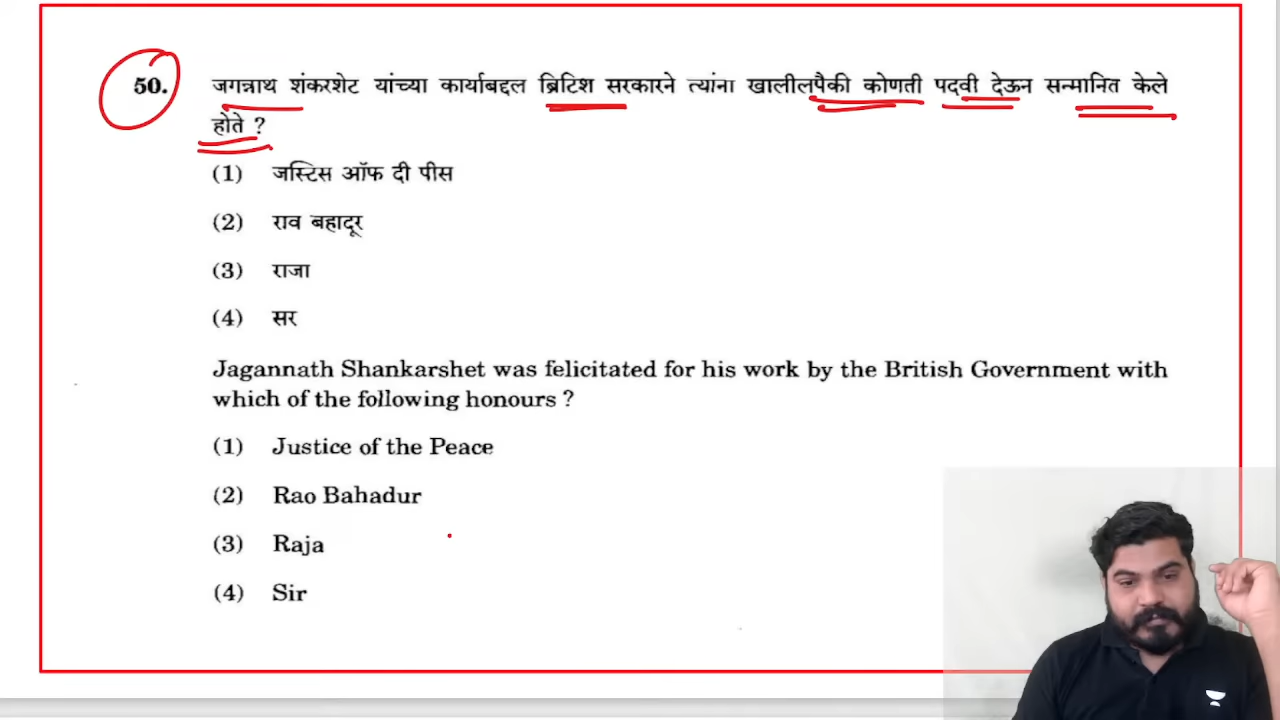 50. जगन्नाथ शंकरशेट यांच्या कार्याबद्दल ब्रिटिश सरकारने त्यांना खालीलपैकी कोणती पदवी देऊन सन्मानित केले
होते ?
(1) जस्टिस ऑफ दी पीस
(2) राव बहादूर
(3) राजा
(4) सर
Jagannath Shankarshet was felicitated for his work by the British Government with
which of the following honours ?
(1) Justice of the Peace
(2) Rao Bahadur
(3) Raja
(4) Sir